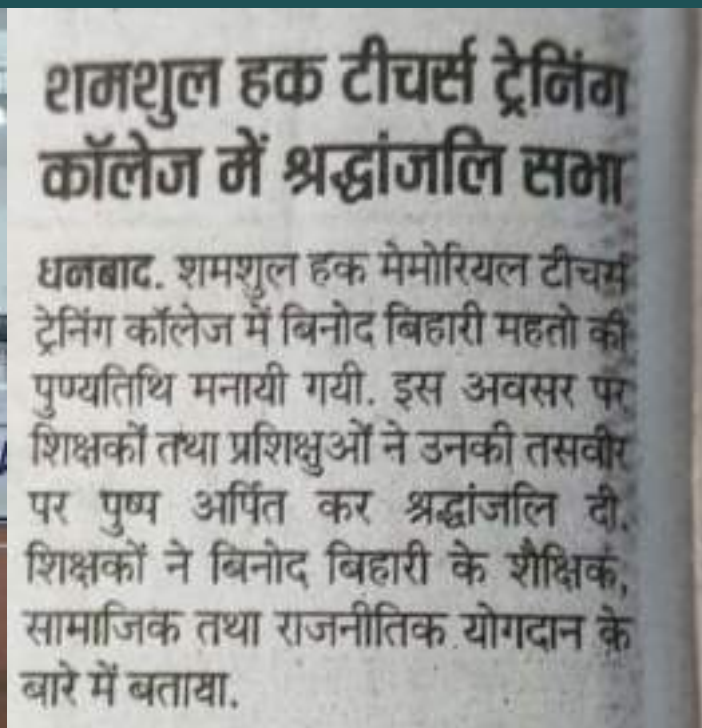 शमशुल हक टीचर्स ट्रेनिंग
कॉलेज में श्रद्धांजलि सभा
धनबाद. शमशुल हक मेमोरियल टीचर्स
ट्रेनिंग कॉलेज में बिनोद बिहारी महतो की
पुण्यतिथि मनायी गयी. इस अवसर पर
शिक्षकों तथा प्रशिक्षुओं ने उनकी तसवीर
पर पुष्प अर्पित कर श्रद्धांजलि दी.
शिक्षकों ने बिनोद बिहारी के शैक्षिक,
सामाजिक तथा राजनीतिक योगदान के
बारे में बताया.